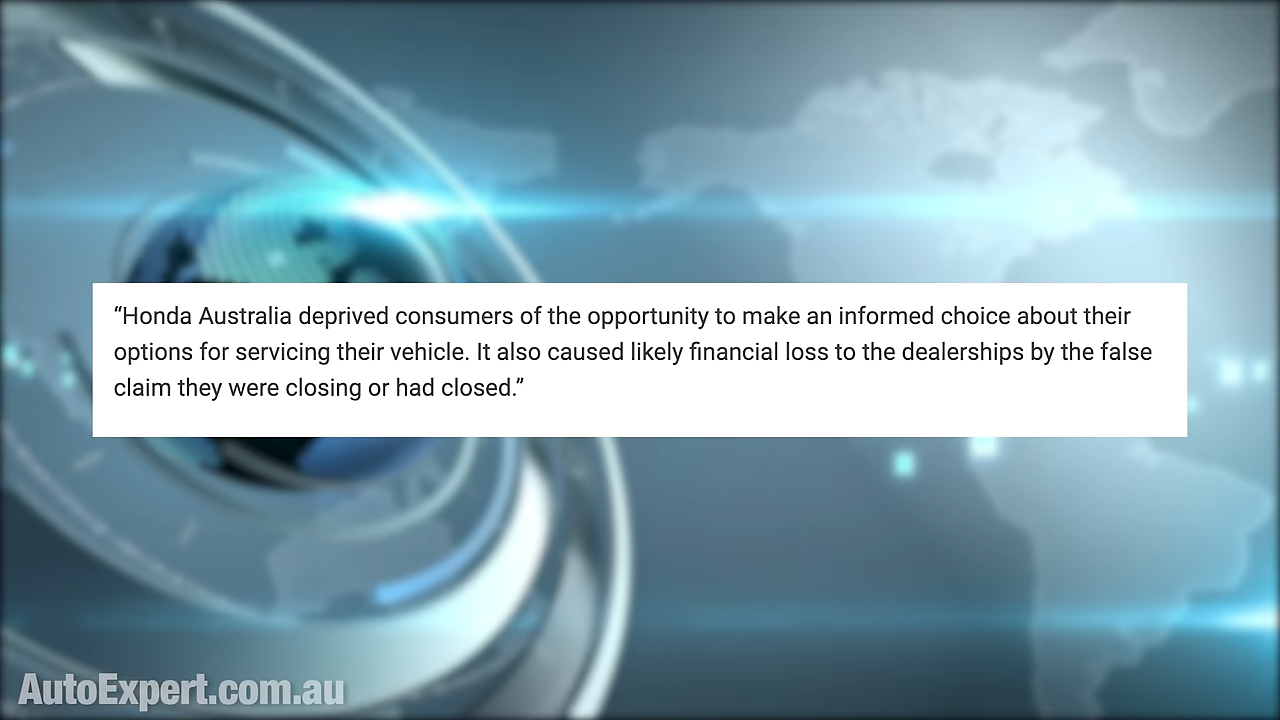 “Honda Australia deprived consumers of the opportunity to make an informed choice about their
options for servicing their vehicle. It also caused likely financial loss to the dealerships by the false
claim they were closing or had closed.”
AutoExpert.com.au